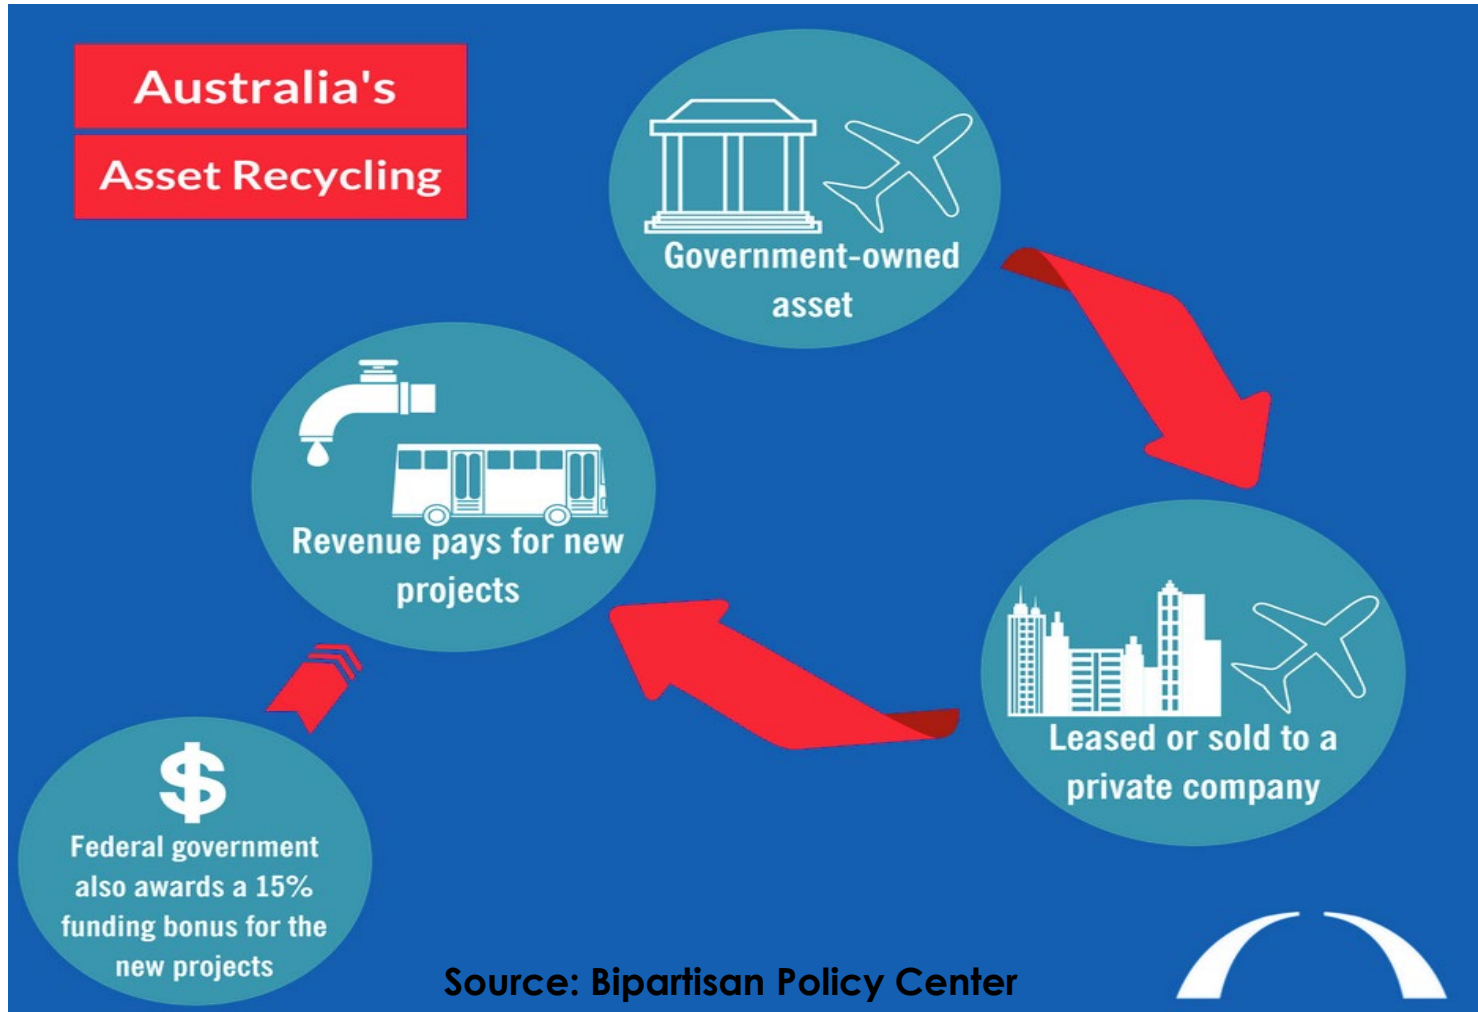 Australia's
Asset Recycling
Government-owned
asset
Revenue pays for new
projects
Leased or sold to a
private company
$
Federal government
also awards a 15%
funding bonus for the
new projects
Source: Bipartisan Policy Center